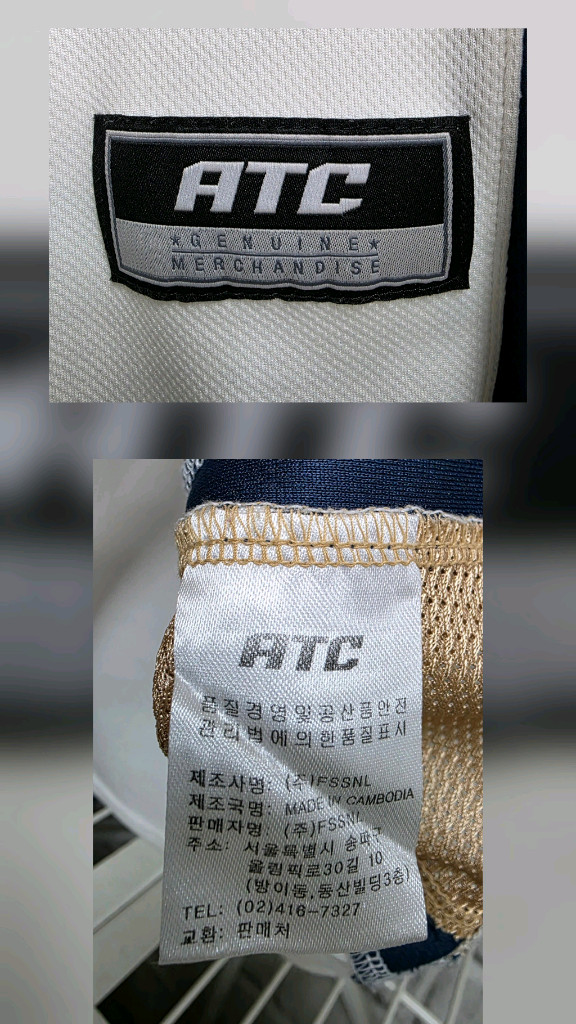 ATC
★GENUINE★
MERCHANDISE
ATC
품질경영및공산품안전
관리법에의한품질표시
제조사명: (주)FSSNL
제조국명: MADE IN CAMBODIA
판매자명: (주)FSSNL
주소: 서울특별시 송파구
올림픽로30길 10
(방이동,동산빌딩3층)
TEL: (02)416-7327
교환: 판매처